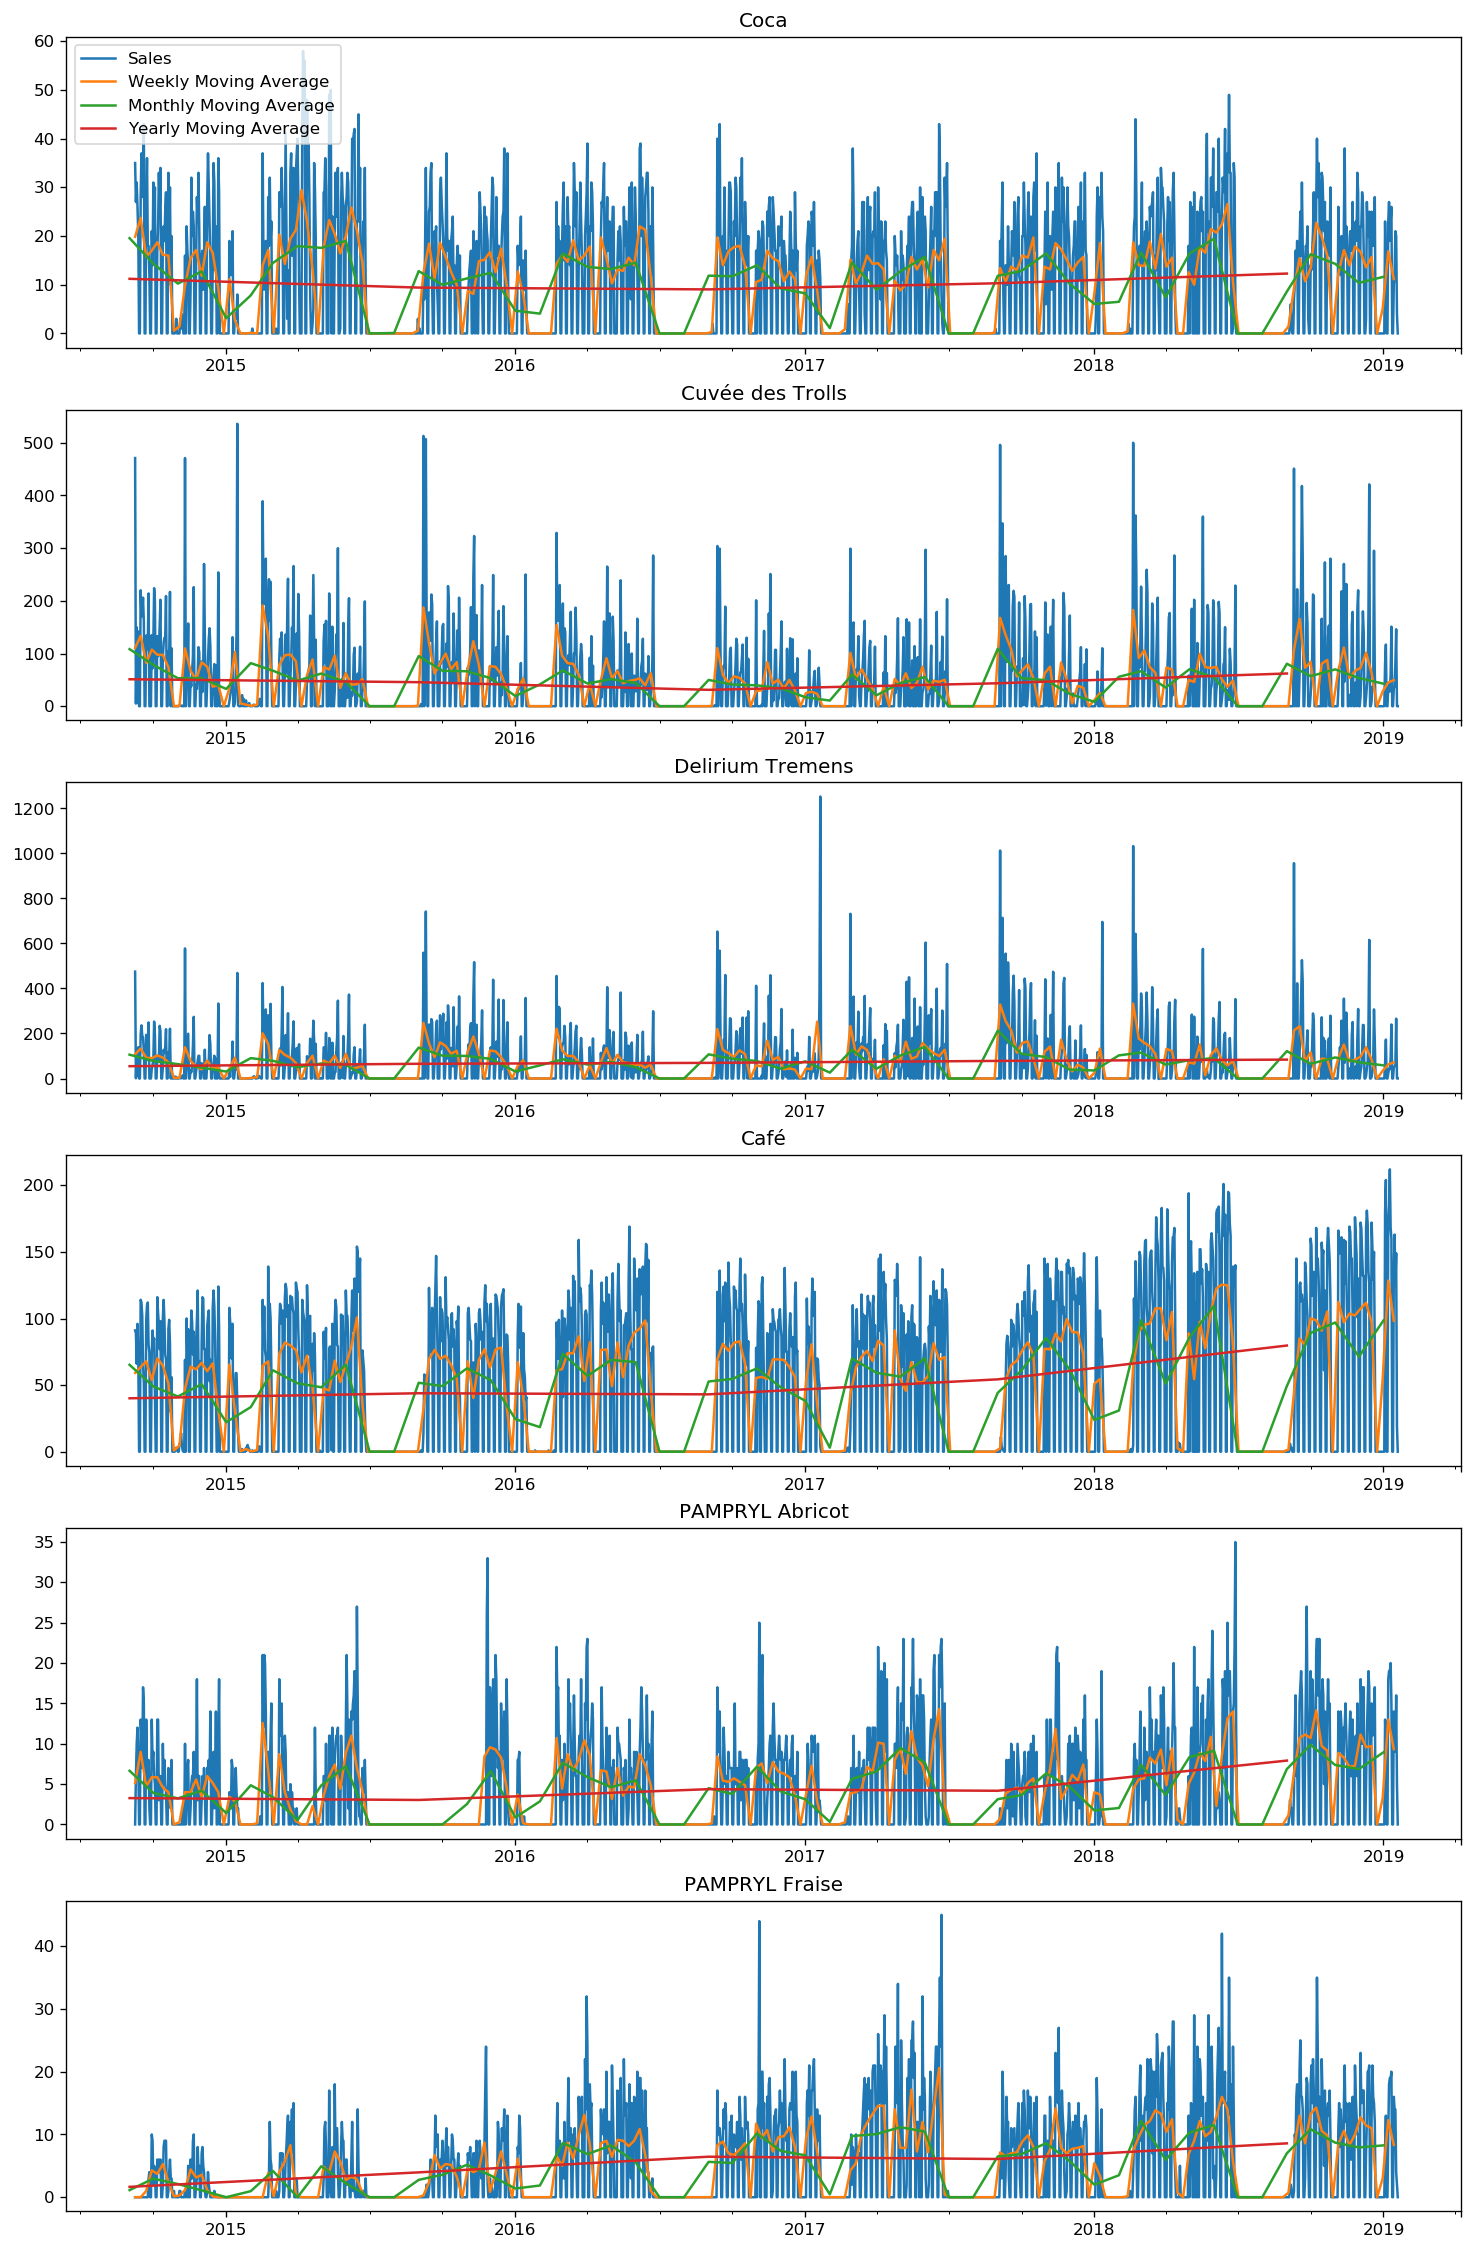 Coca
Sales
Weekly Moving Average
Monthly Moving Average
Yearly Moving Average
60
50
40
30
20
10
0
2015 2016 2017 2018 2019
Cuvée des Trolls
500
400
300
200
100
0
2015 2016 2017 2018 2019
Delirium Tremens
1200
1000
800
600
400
200
0
2015 2016 2017 2018 2019
Café
200
150
100
50
0
2015 2016 2017 2018 2019
PAMPRYL Abricot
35
30
25
20
15
10
5
0
2015 2016 2017 2018 2019
PAMPRYL Fraise
40
30
20
10
0
2015 2016 2017 2018 2019